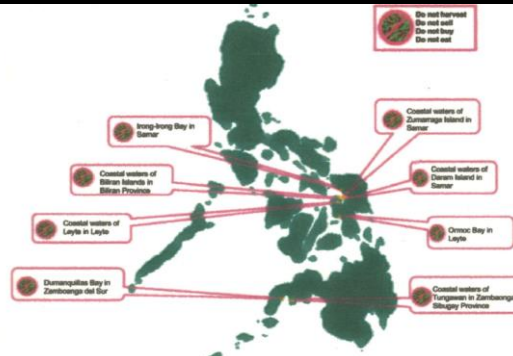 Do not harvest
Do not sell
Do not buy
Do not eat
Irong-Irong Bay in
Samar
Coastal waters of
Zumarraga Island in
Samar
Coastal waters of
Biliran Islands in
Biliran Province
Coastal waters of
Daram Island in
Samar
Coastal waters of
Leyte in Leyte
Ormoc Bay in
Leyte
Dumanquillas Bay in
Zamboanga del Sur
Coastal waters of
Tungawan in Zamboanga
Sibugay Province